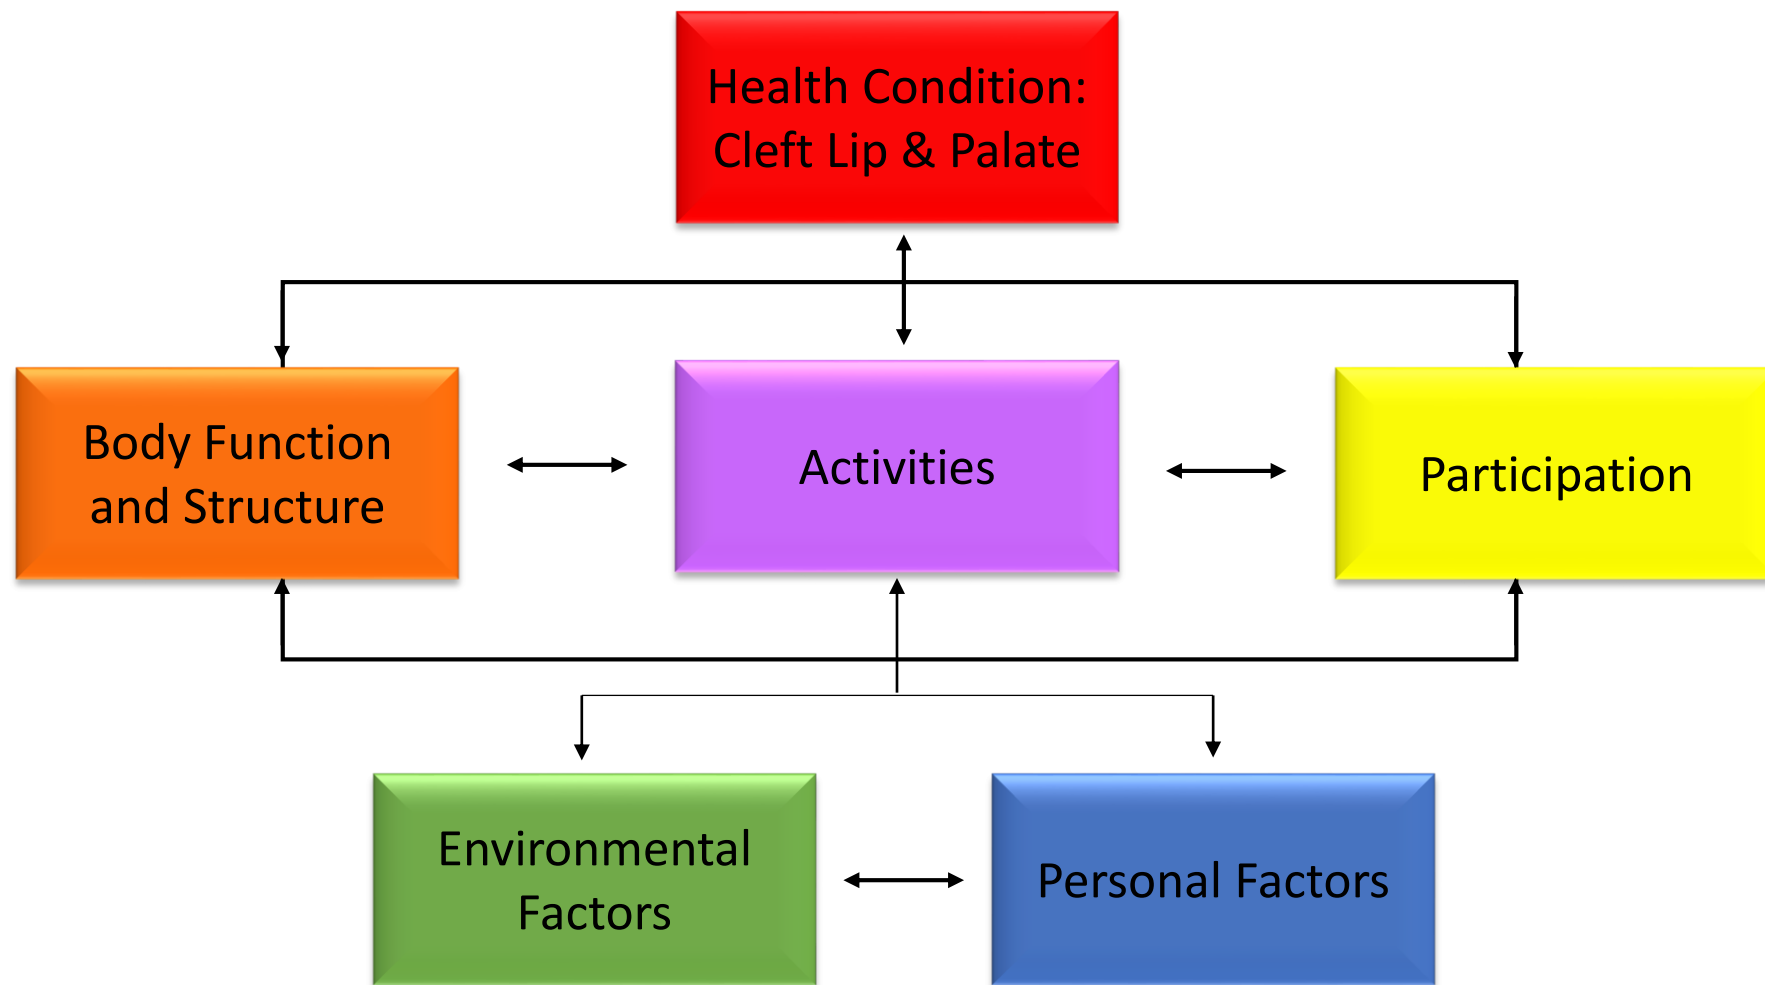 Health Condition:
Cleft Lip & Palate
Body Function
and Structure
Activities
Participation
Environmental
Factors
Personal Factors